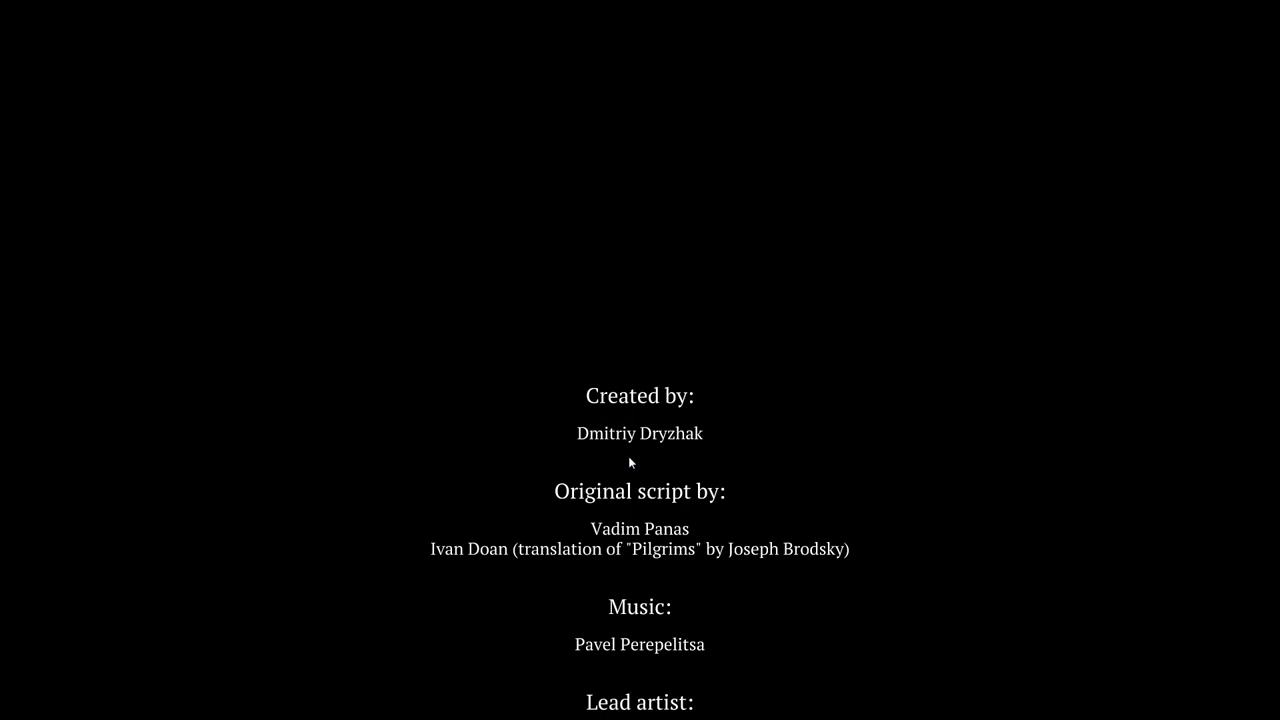 Created by:
Dmitriy Dryzhak
Original script by:
Vadim Panas
Ivan Doan (translation of "Pilgrims" by Joseph Brodsky)
Music:
Pavel Perepelitsa
Lead artist: